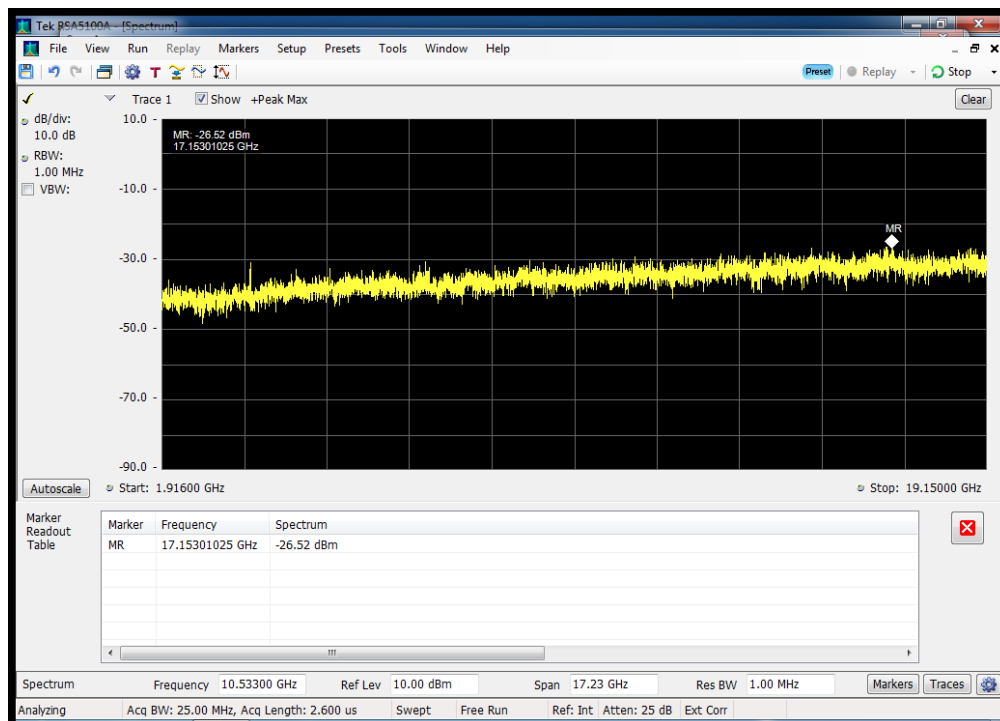 Tek RSA5100A - [Spectrum]
File View Run Replay Markers Setup Presets Tools Window Help
Preset Replay Stop
Trace 1 Show +Peak Max Clear
dB/div:
10.0 dB
RBW:
1.00 MHz
VBW:
10.0
-10.0
-30.0
-50.0
-70.0
-90.0
MR: -26.52 dBm
17.15301025 GHz
MR
Autoscale Start: 1.91600 GHz Stop: 19.15000 GHz
Marker
Readout
Table
Marker Frequency Spectrum
MR 17.15301025 GHz -26.52 dBm
Spectrum Frequency 10.53300 GHz Ref Lev 10.00 dBm Span 17.23 GHz Res BW 1.00 MHz Markers Traces
Analyzing Acq BW: 25.00 MHz, Acq Length: 2.600 us Swept Free Run Ref: Int Atten: 25 dB Ext Corr